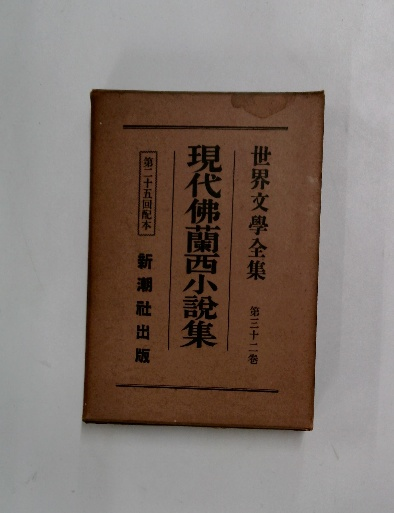 世界文學全集 第三十二卷
現代佛蘭西小說集
第二十五回配本
新潮社出版